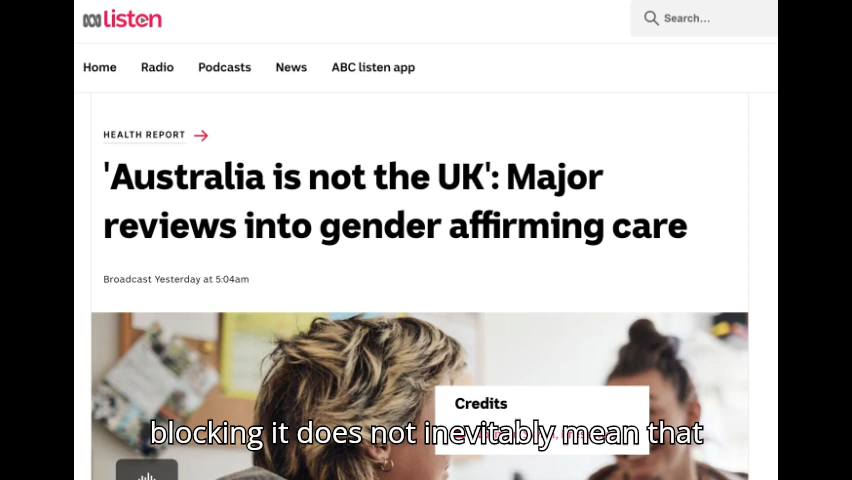 listen
Search...
Home Radio Podcasts News ABC listen app
HEALTH REPORT →
'Australia is not the UK': Major
reviews into gender affirming care
Broadcast Yesterday at 5:04am
Credits
blocking it does not inevitably mean that